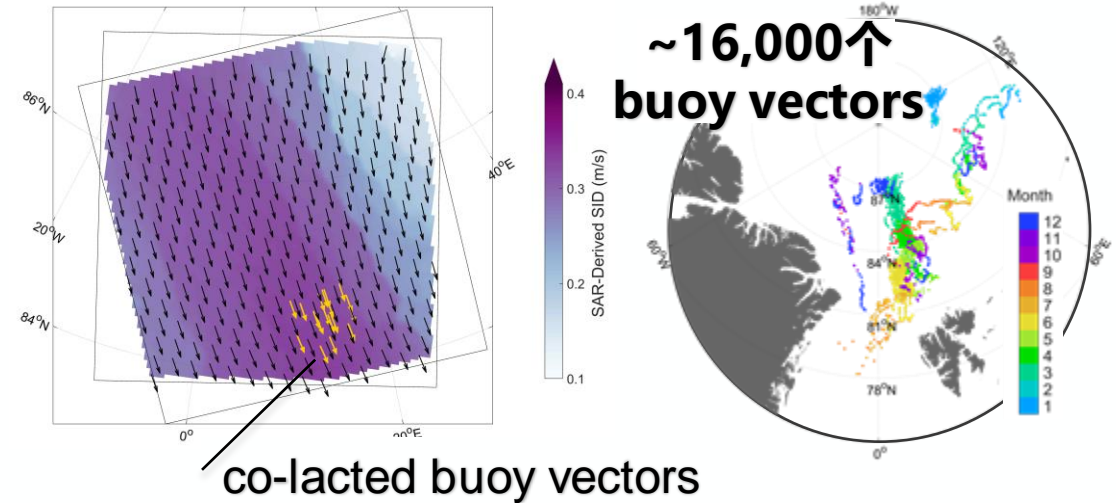 86°N
84°N
20°W
0°
20°E
40°E
0.4
0.3
0.2
0.1
SAR-Derived SID (m/s)
co-lacted buoy vectors
~16,000个
buoy vectors
180°W
120°E
60°E
0°
60°W
87°N
84°N
81°N
78°N
Month
12
11
10
9
8
7
6
5
4
3
2
1